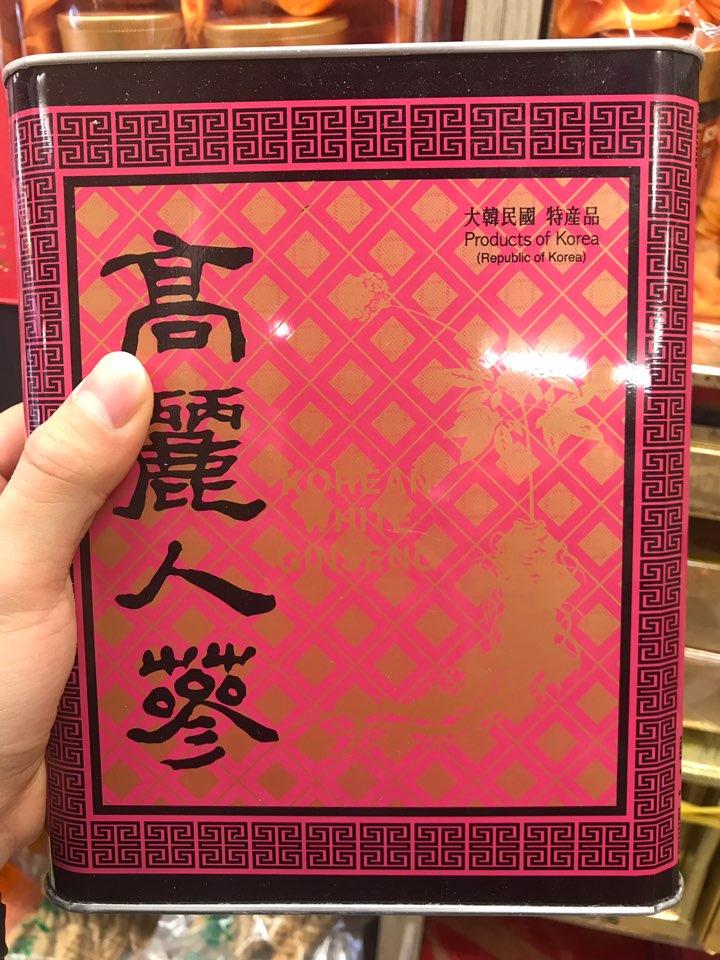 大韓民國 特産品
Products of Korea
(Republic of Korea)
高麗人蔘
KOREAN
WHITE
GINSENG